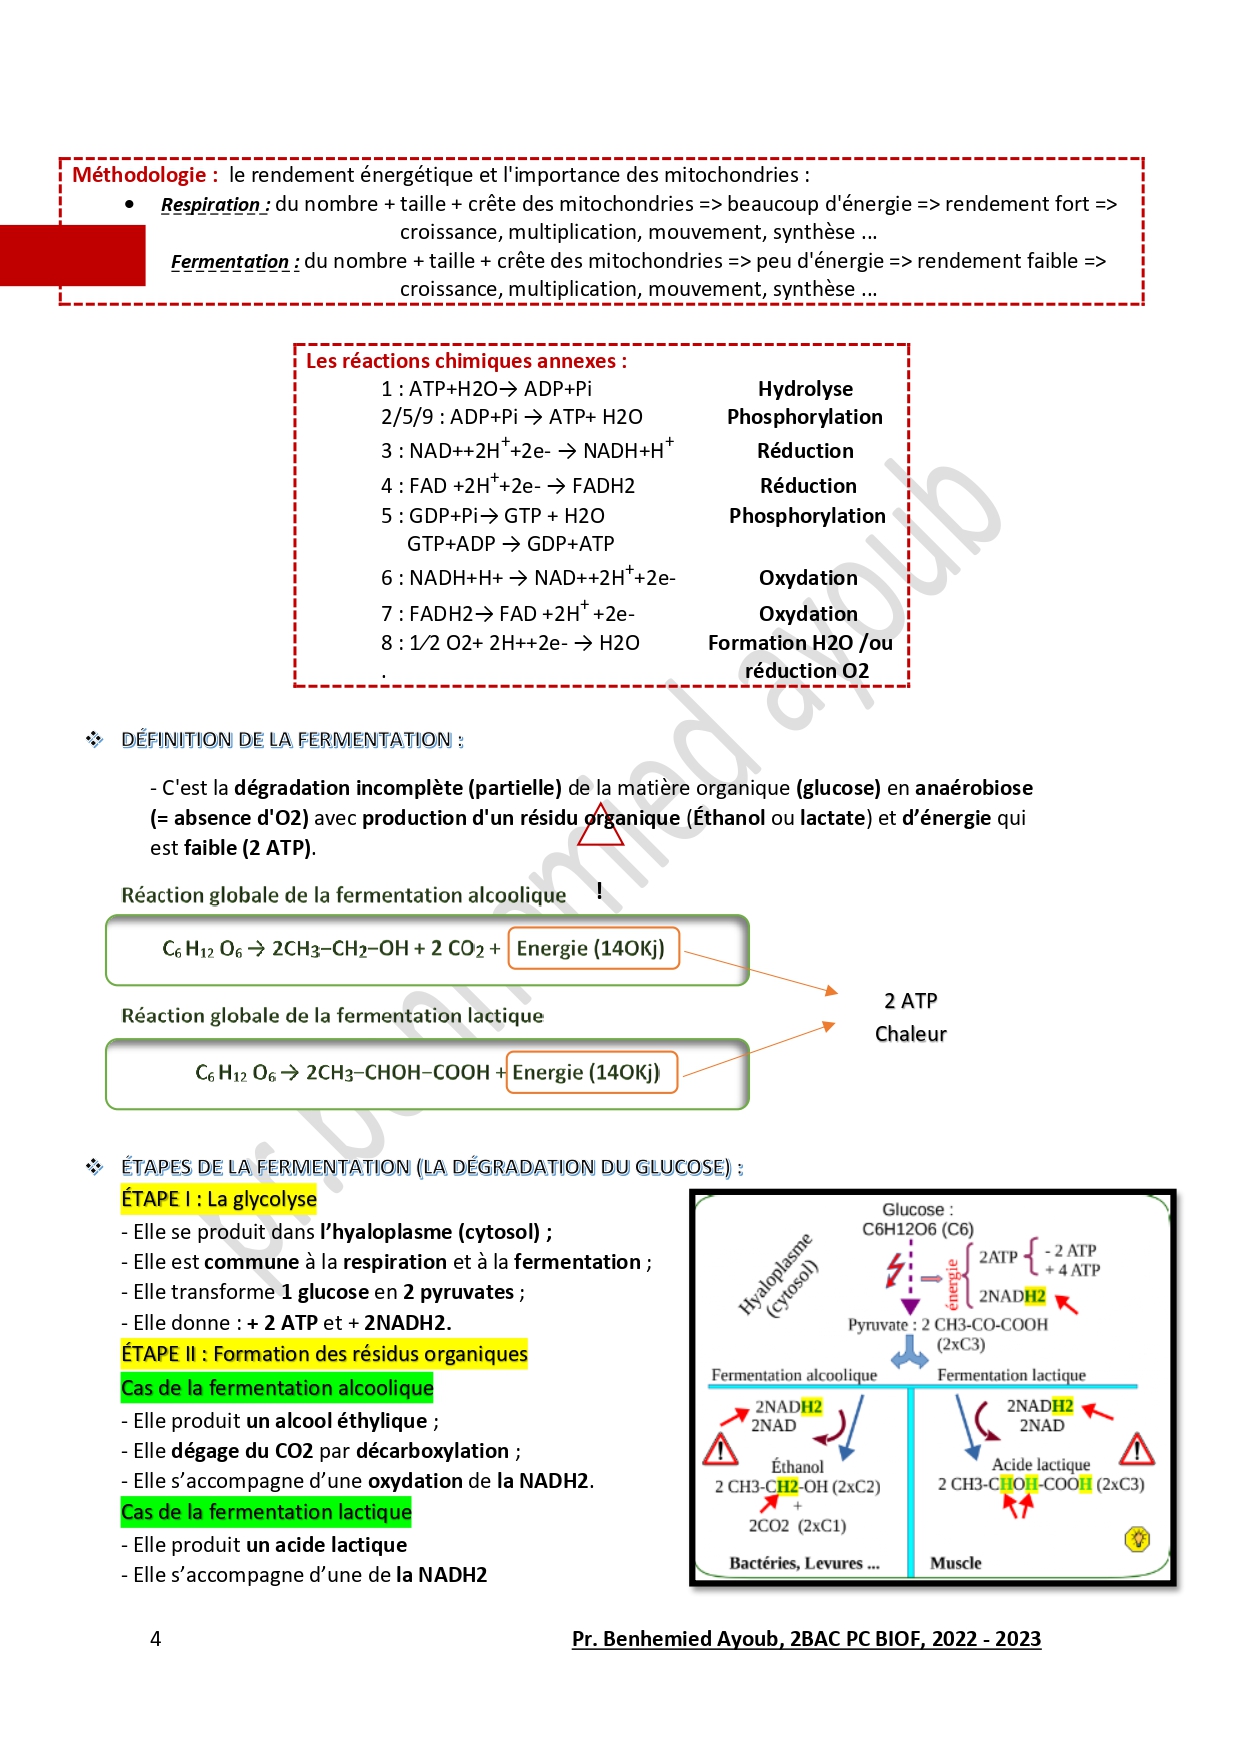 Méthodologie : le rendement énergétique et l'importance des mitochondries :
• Respiration : du nombre + taille + crête des mitochondries => beaucoup d'énergie => rendement fort =>
croissance, multiplication, mouvement, synthèse ...
Fermentation : du nombre + taille + crête des mitochondries => peu d'énergie => rendement faible =>
croissance, multiplication, mouvement, synthèse ...
Les réactions chimiques annexes :
1 : ATP+H2O→ ADP+Pi Hydrolyse
2/5/9 : ADP+Pi → ATP+ H2O Phosphorylation
3 : NAD++2H⁺+2e- → NADH+H⁺ Réduction
4 : FAD +2H⁺+2e- → FADH2 Réduction
5 : GDP+Pi→ GTP + H2O Phosphorylation
GTP+ADP → GDP+ATP
6 : NADH+H+ → NAD++2H⁺+2e- Oxydation
7 : FADH2→ FAD +2H⁺ +2e- Oxydation
8 : 1⁄2 O2+ 2H++2e- → H2O Formation H2O /ou
. réduction O2
❖ DÉFINITION DE LA FERMENTATION :
- C'est la dégradation incomplète (partielle) de la matière organique (glucose) en anaérobiose
(= absence d'O2) avec production d'un résidu organique (Éthanol ou lactate) et d’énergie qui
est faible (2 ATP).
!
Réaction globale de la fermentation alcoolique
C₆ H₁₂ O₆ → 2CH₃–CH₂–OH + 2 CO₂ + Energie (14OKj)
Réaction globale de la fermentation lactique
C₆ H₁₂ O₆ → 2CH₃–CHOH–COOH + Energie (14OKj)
2 ATP
Chaleur
❖ ÉTAPES DE LA FERMENTATION (LA DÉGRADATION DU GLUCOSE) :
ÉTAPE I : La glycolyse
- Elle se produit dans l’hyaloplasme (cytosol) ;
- Elle est commune à la respiration et à la fermentation ;
- Elle transforme 1 glucose en 2 pyruvates ;
- Elle donne : + 2 ATP et + 2NADH2.
ÉTAPE II : Formation des résidus organiques
Cas de la fermentation alcoolique
- Elle produit un alcool éthylique ;
- Elle dégage du CO2 par décarboxylation ;
- Elle s’accompagne d’une oxydation de la NADH2.
Cas de la fermentation lactique
- Elle produit un acide lactique
- Elle s’accompagne d’une de la NADH2
Glucose :
C6H12O6 (C6)
Hyaloplasme
(cytosol)
énergie
2ATP
- 2 ATP
+ 4 ATP
2NADH2
Pyruvate : 2 CH3-CO-COOH
(2xC3)
Fermentation alcoolique
2NADH2
2NAD
!
Éthanol
2 CH3-CH2-OH (2xC2)
+
2CO2 (2xC1)
Bactéries, Levures ...
Fermentation lactique
2NADH2
2NAD
!
Acide lactique
2 CH3-CHOH-COOH (2xC3)
Muscle
4 Pr. Benhemied Ayoub, 2BAC PC BIOF, 2022 - 2023
pr.benhemied ayoub